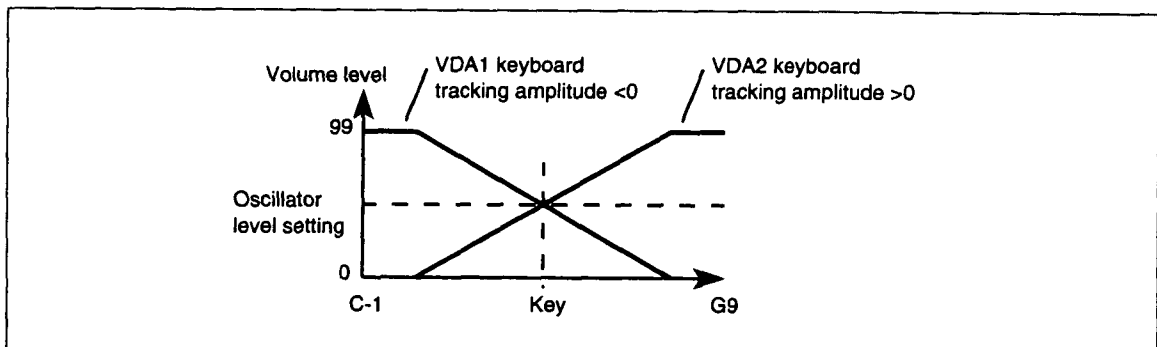 Volume level
VDA1 keyboard
tracking amplitude <0
VDA2 keyboard
tracking amplitude >0
99
Oscillator
level setting
0
C-1
Key
G9